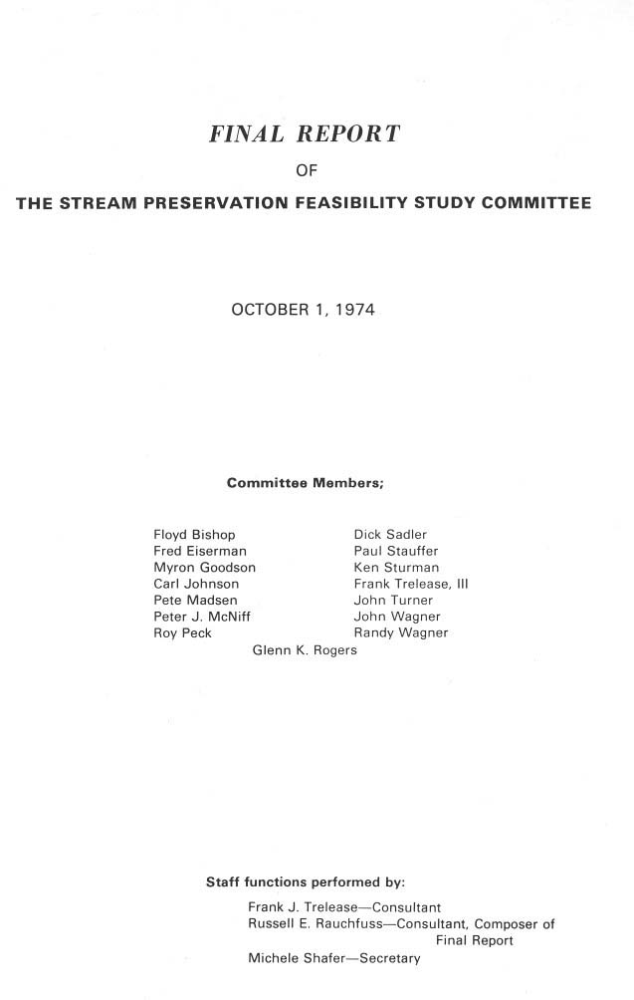 FINAL REPORT
OF
THE STREAM PRESERVATION FEASIBILITY STUDY COMMITTEE
OCTOBER 1, 1974
Committee Members;
Floyd Bishop
Fred Eiserman
Myron Goodson
Carl Johnson
Pete Madsen
Peter J. McNiff
Roy Peck
Dick Sadler
Paul Stauffer
Ken Sturman
Frank Trelease, III
John Turner
John Wagner
Randy Wagner
Glenn K. Rogers
Staff functions performed by:
Frank J. Trelease—Consultant
Russell E. Rauchfuss—Consultant, Composer of
Final Report
Michele Shafer—Secretary